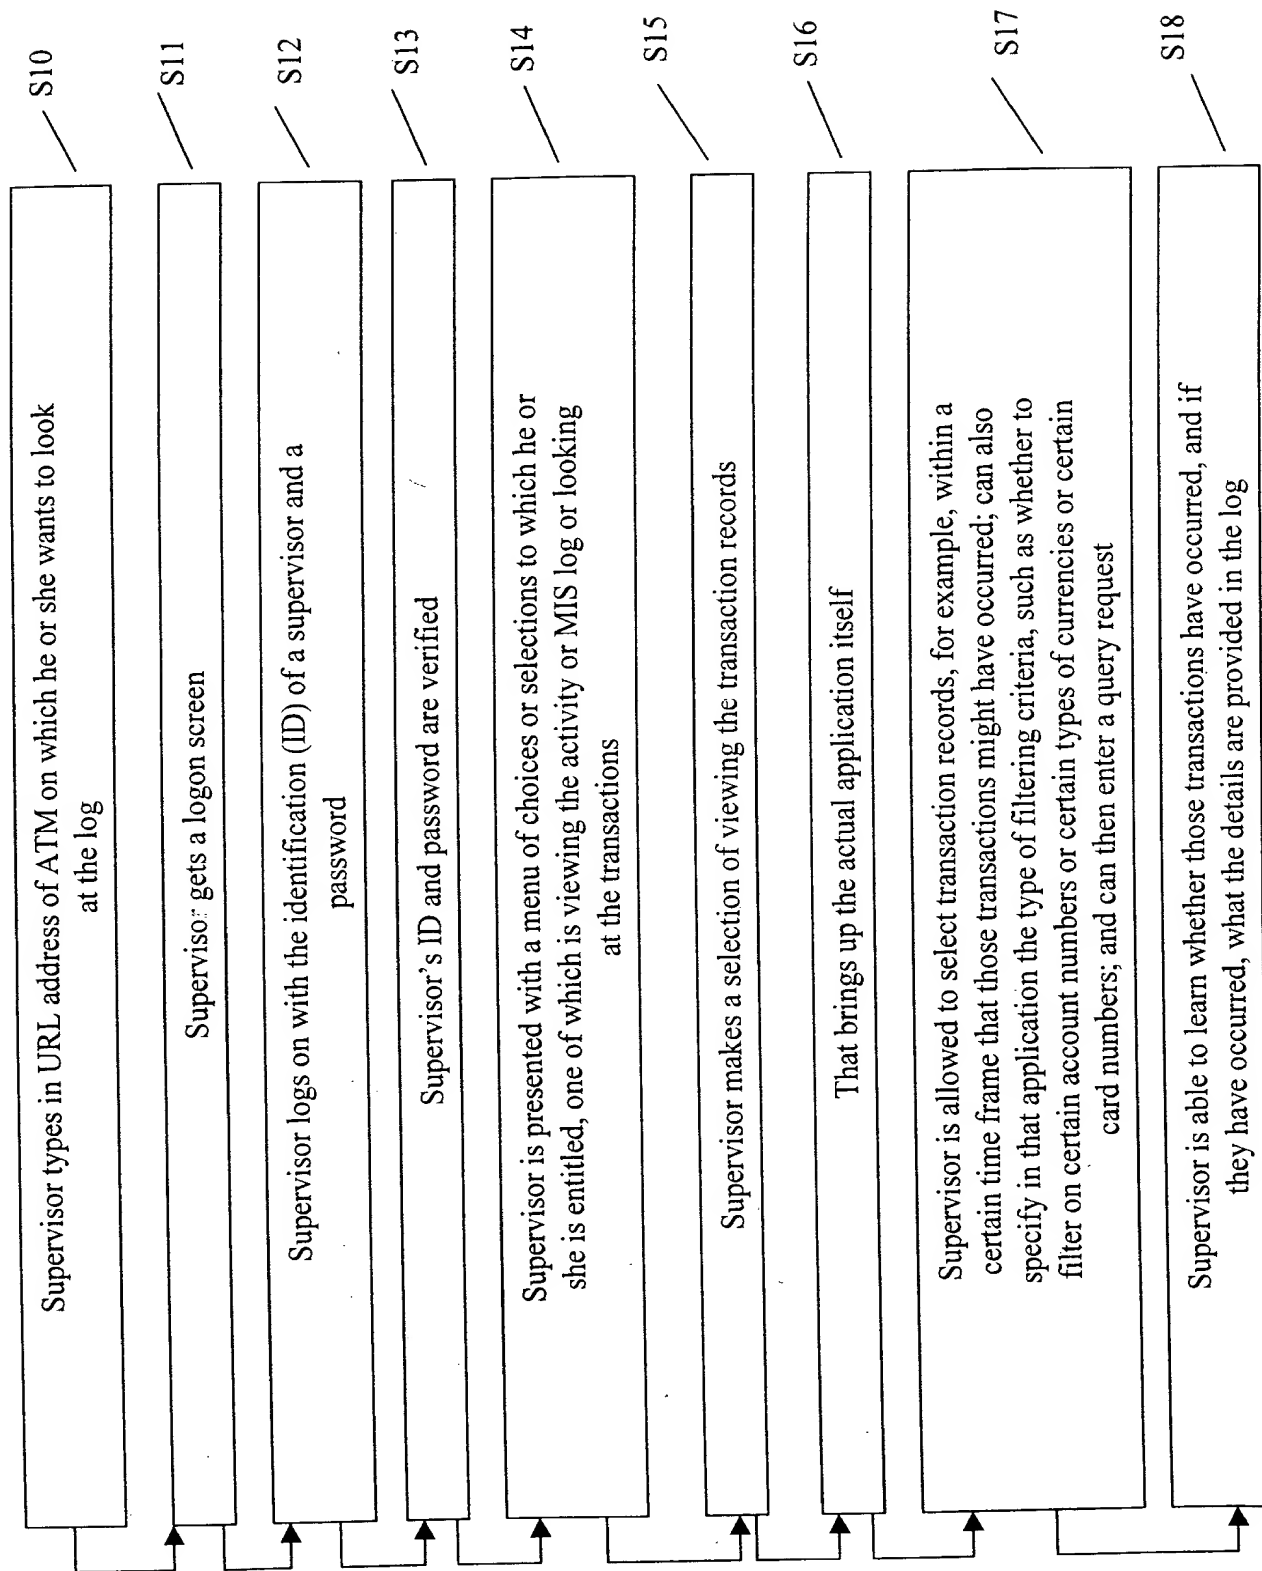 S10
Supervisor types in URL address of ATM on which he or she wants to look
at the log
S11
Supervisor gets a logon screen
S12
Supervisor logs on with the identification (ID) of a supervisor and a
password
S13
Supervisor's ID and password are verified
S14
Supervisor is presented with a menu of choices or selections to which he or
she is entitled, one of which is viewing the activity or MIS log or looking
at the transactions
S15
Supervisor makes a selection of viewing the transaction records
S16
That brings up the actual application itself
S17
Supervisor is allowed to select transaction records, for example, within a
certain time frame that those transactions might have occurred; can also
specify in that application the type of filtering criteria, such as whether to
filter on certain account numbers or certain types of currencies or certain
card numbers; and can then enter a query request
S18
Supervisor is able to learn whether those transactions have occurred, and if
they have occurred, what the details are provided in the log